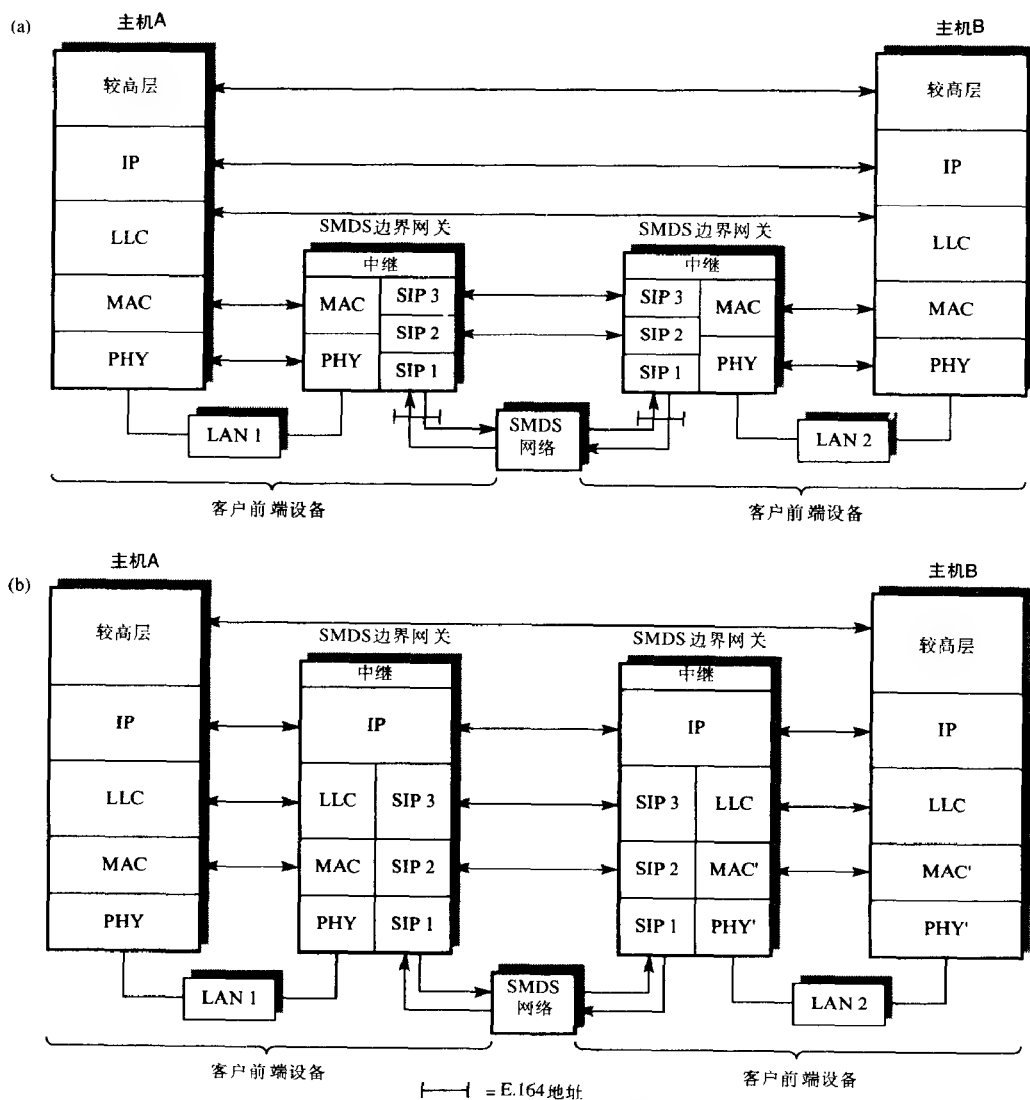 (a)
主机A
主机B
较高层
IP
LLC
MAC
PHY
SMDS边界网关
中继
MAC
PHY
SIP 3
SIP 2
SIP 1
SMDS边界网关
中继
SIP 3
SIP 2
SIP 1
MAC
PHY
较高层
IP
LLC
MAC
PHY
LAN 1
SMDS
网络
LAN 2
客户前端设备
客户前端设备
(b)
主机A
主机B
较高层
IP
LLC
MAC
PHY
SMDS边界网关
中继
IP
LLC
SIP 3
MAC
SIP 2
PHY
SIP 1
SMDS边界网关
中继
IP
SIP 3
LLC
SIP 2
MAC'
SIP 1
PHY'
较高层
IP
LLC
MAC'
PHY'
LAN 1
SMDS
网络
LAN 2
客户前端设备
客户前端设备
= E.164地址